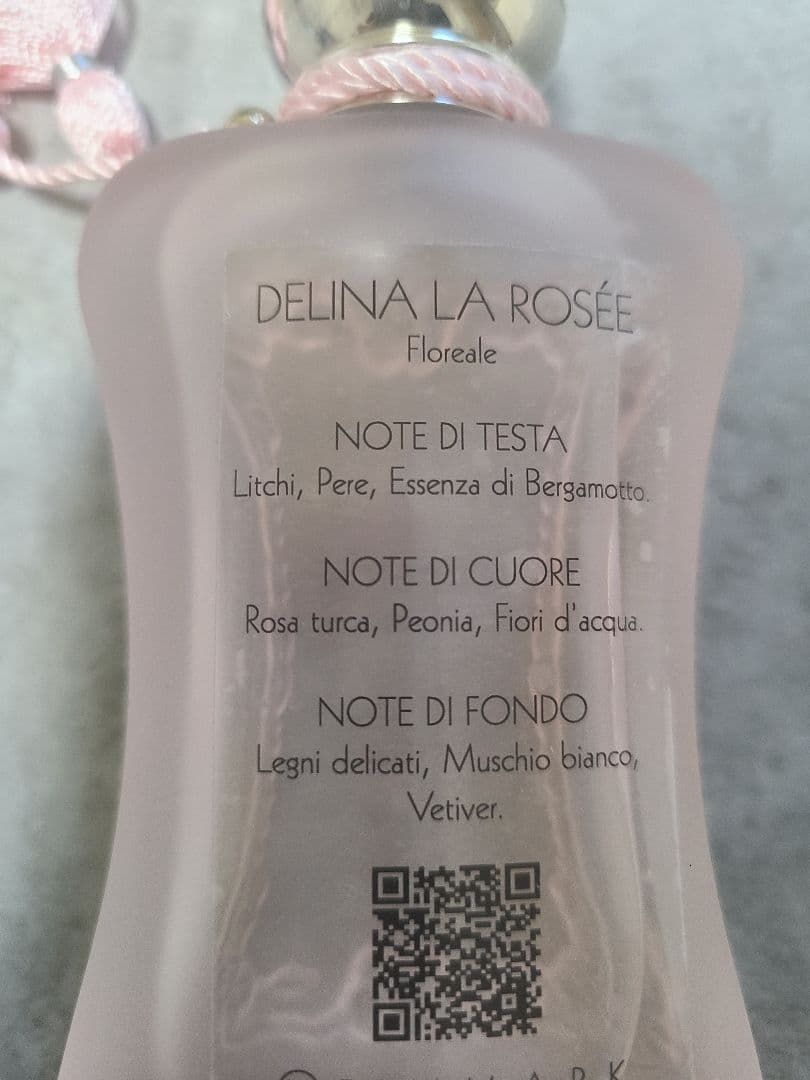 DELINA LA ROSÉE
Floreale
NOTE DI TESTA
Litchi, Pere, Essenza di Bergamotto.
NOTE DI CUORE
Rosa turca, Peonia, Fiori d'acqua.
NOTE DI FONDO
Legni delicati, Muschio bianco,
Vetiver.